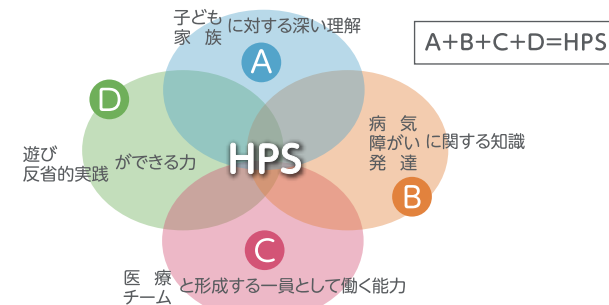 子ども
家　族 に対する深い理解
A
A+B+C+D=HPS
D
病　気
障がい に関する知識
発　達
B
遊び
反省的実践 ができる力
HPS
C
医　療
チーム と形成する一員として働く能力